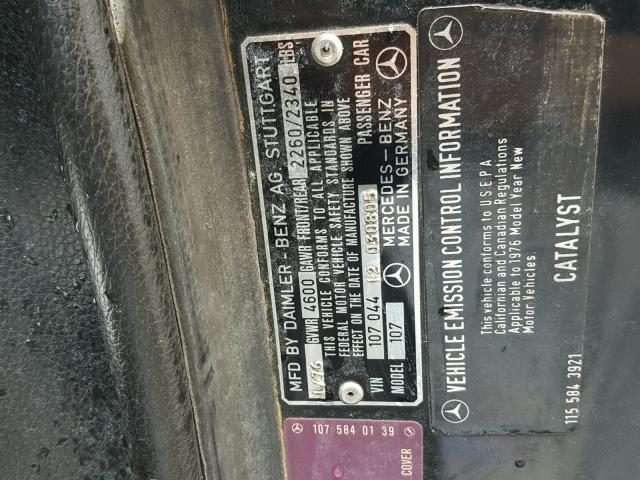 MFD BY DAIMLER-BENZ AG, STUTTGART
1/76 GVWR 4600 GAWR FRONT/REAR 2260/2340 LBS
THIS VEHICLE CONFORMS TO ALL APPLICABLE
FEDERAL MOTOR VEHICLE SAFETY STANDARDS IN
EFFECT ON THE DATE OF MANUFACTURE SHOWN ABOVE
VIN 107 044 12 030805 PASSENGER CAR
MODEL 107 MERCEDES-BENZ
MADE IN GERMANY
VEHICLE EMISSION CONTROL INFORMATION
This vehicle conforms to U.S.E.P.A.
Californian and Canadian Regulations
Applicable to 1976 Model Year New
Motor Vehicles.
CATALYST
115 584 3921
107 584 01 39
COVER